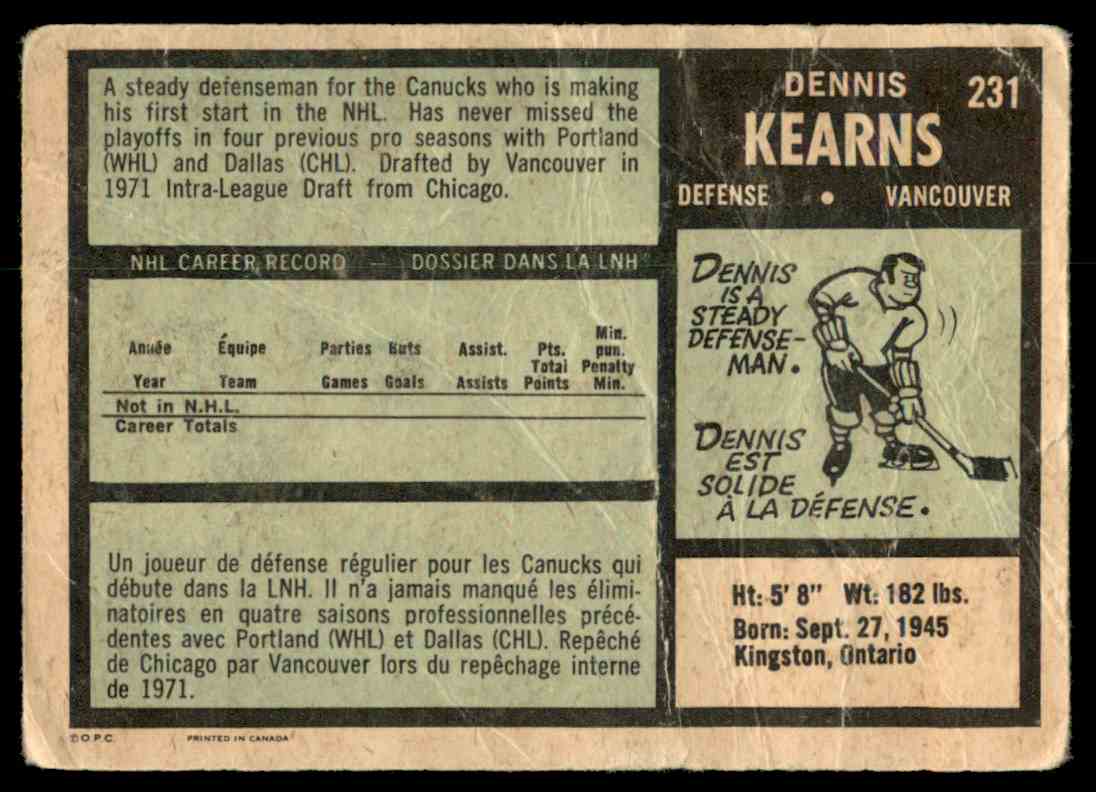 A steady defenseman for the Canucks who is making
his first start in the NHL. Has never missed the
playoffs in four previous pro seasons with Portland
(WHL) and Dallas (CHL). Drafted by Vancouver in
1971 Intra-League Draft from Chicago.
DENNIS 231
KEARNS
DEFENSE • VANCOUVER
NHL CAREER RECORD — DOSSIER DANS LA LNH
Année Équipe Parties Buts Assist. Pts. Min. pun.
Year Team Games Goals Assists Total Points Penalty Min.
Not in N.H.L.
Career Totals
DENNIS
IS A
STEADY
DEFENSE-
MAN.
DENNIS
EST
SOLIDE
À LA DÉFENSE.
Un joueur de défense régulier pour les Canucks qui
débute dans la LNH. Il n'a jamais manqué les élimi-
natoires en quatre saisons professionnelles précé-
dentes avec Portland (WHL) et Dallas (CHL). Repêché
de Chicago par Vancouver lors du repêchage interne
de 1971.
Ht: 5' 8" Wt: 182 lbs.
Born: Sept. 27, 1945
Kingston, Ontario
©O.P.C. PRINTED IN CANADA